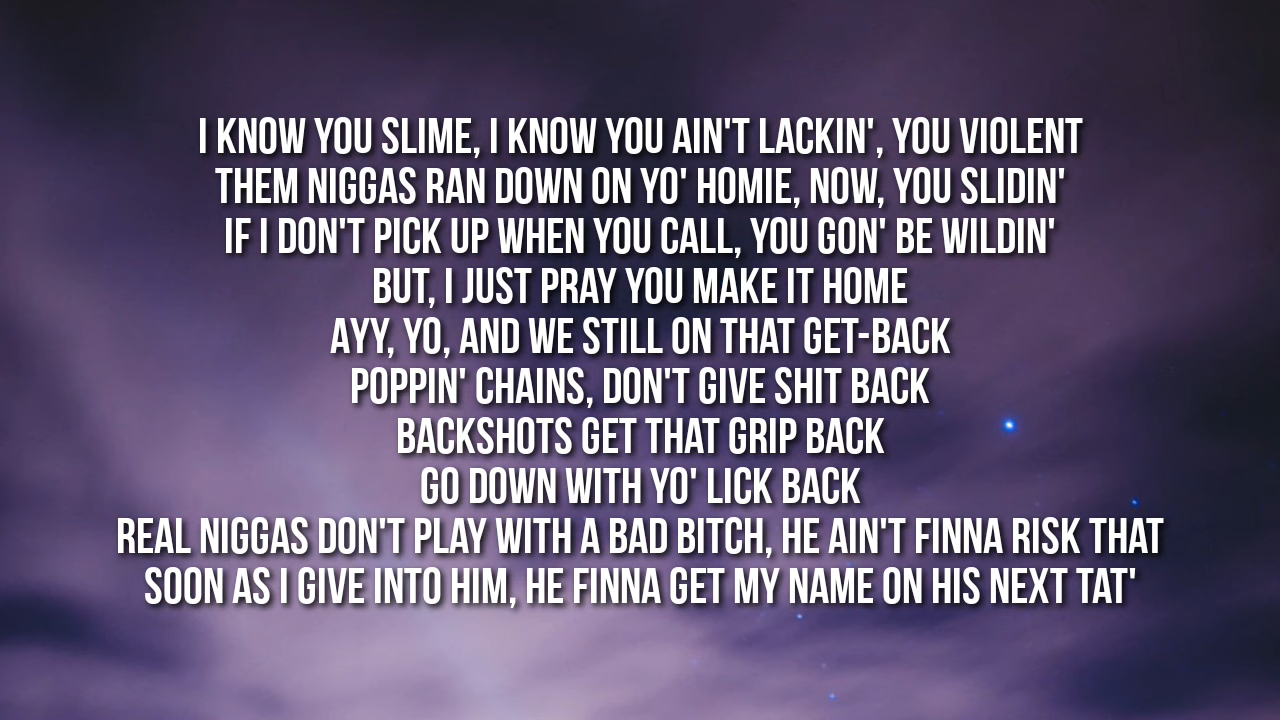 I KNOW YOU SLIME, I KNOW YOU AIN'T LACKIN', YOU VIOLENT
THEM NIGGAS RAN DOWN ON YO' HOMIE, NOW, YOU SLIDIN'
IF I DON'T PICK UP WHEN YOU CALL, YOU GON' BE WILDIN'
BUT, I JUST PRAY YOU MAKE IT HOME
AYY, YO, AND WE STILL ON THAT GET-BACK
POPPIN' CHAINS, DON'T GIVE SHIT BACK
BACKSHOTS GET THAT GRIP BACK
GO DOWN WITH YO' LICK BACK
REAL NIGGAS DON'T PLAY WITH A BAD BITCH, HE AIN'T FINNA RISK THAT
SOON AS I GIVE INTO HIM, HE FINNA GET MY NAME ON HIS NEXT TAT'